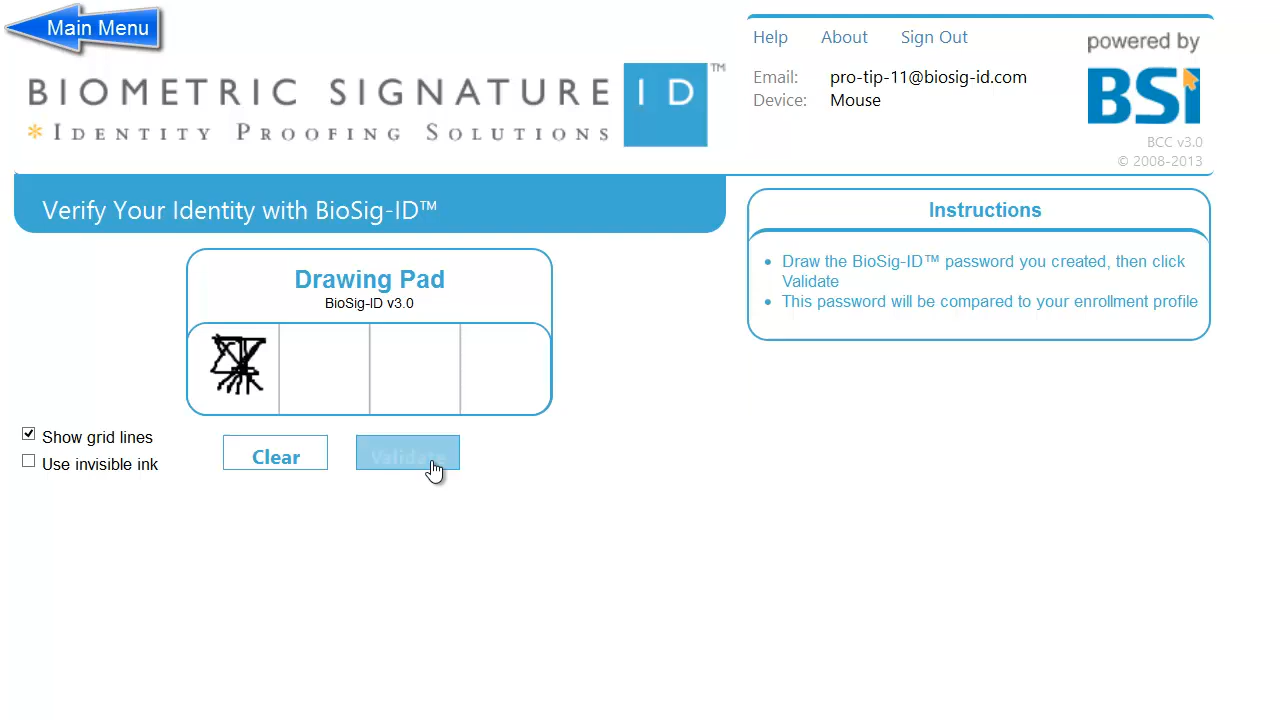 Main Menu
BIOMETRIC SIGNATURE ID™
*IDENTITY PROOFING SOLUTIONS
Help About Sign Out
Email: pro-tip-11@biosig-id.com
Device: Mouse
powered by
BSI
BCC v3.0
© 2008-2013
Verify Your Identity with BioSig-ID™
Drawing Pad
BioSig-ID v3.0
Show grid lines
Use invisible ink
Clear
Validate
Instructions
• Draw the BioSig-ID™ password you created, then click
Validate
• This password will be compared to your enrollment profile